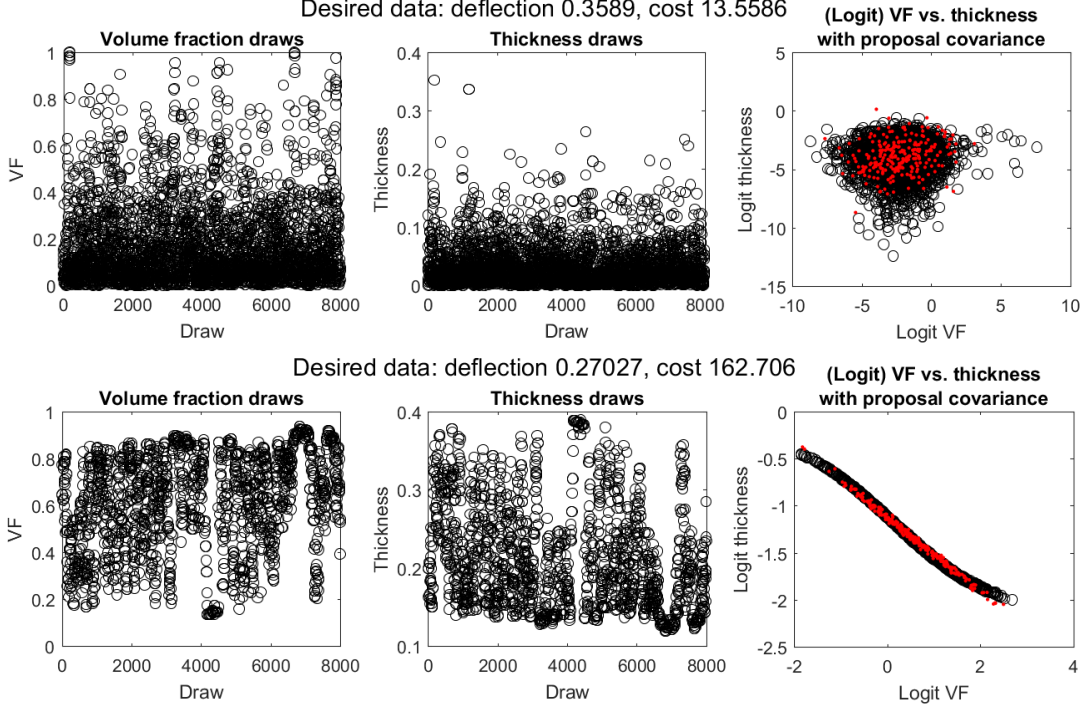 Desired data: deflection 0.3589, cost 13.5586
Volume fraction draws
1
0.8
0.6
0.4
0.2
0
VF
0 2000 4000 6000 8000
Draw
Thickness draws
0.4
0.3
0.2
0.1
0
Thickness
0 2000 4000 6000 8000
Draw
(Logit) VF vs. thickness
with proposal covariance
5
0
-5
-10
-15
Logit thickness
-10 -5 0 5 10
Logit VF
Desired data: deflection 0.27027, cost 162.706
Volume fraction draws
1
0.8
0.6
0.4
0.2
0
VF
0 2000 4000 6000 8000
Draw
Thickness draws
0.4
0.3
0.2
0.1
Thickness
0 2000 4000 6000 8000
Draw
(Logit) VF vs. thickness
with proposal covariance
0
-0.5
-1
-1.5
-2
-2.5
Logit thickness
-2 0 2 4
Logit VF